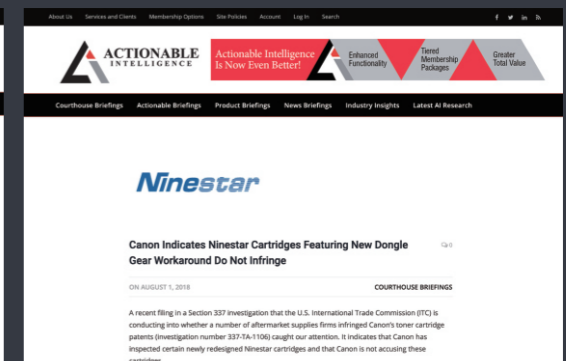 About Us Services and Clients Membership Options Site Policies Account Log In Search
ACTIONABLE
INTELLIGENCE
Actionable Intelligence
Is Now Even Better!
Enhanced
Functionality
Tiered
Membership
Packages
Greater
Total Value
Courthouse Briefings Actionable Briefings Product Briefings News Briefings Industry Insights Latest AI Research
Ninestar
Canon Indicates Ninestar Cartridges Featuring New Dongle
Gear Workaround Do Not Infringe
0
ON AUGUST 1, 2018 COURTHOUSE BRIEFINGS
A recent filing in a Section 337 investigation that the U.S. International Trade Commission (ITC) is
conducting into whether a number of aftermarket supplies firms infringed Canon's toner cartridge
patents (investigation number 337-TA-1106) caught our attention. It indicates that Canon has
inspected certain newly redesigned Ninestar cartridges and that Canon is not accusing these
cartridges